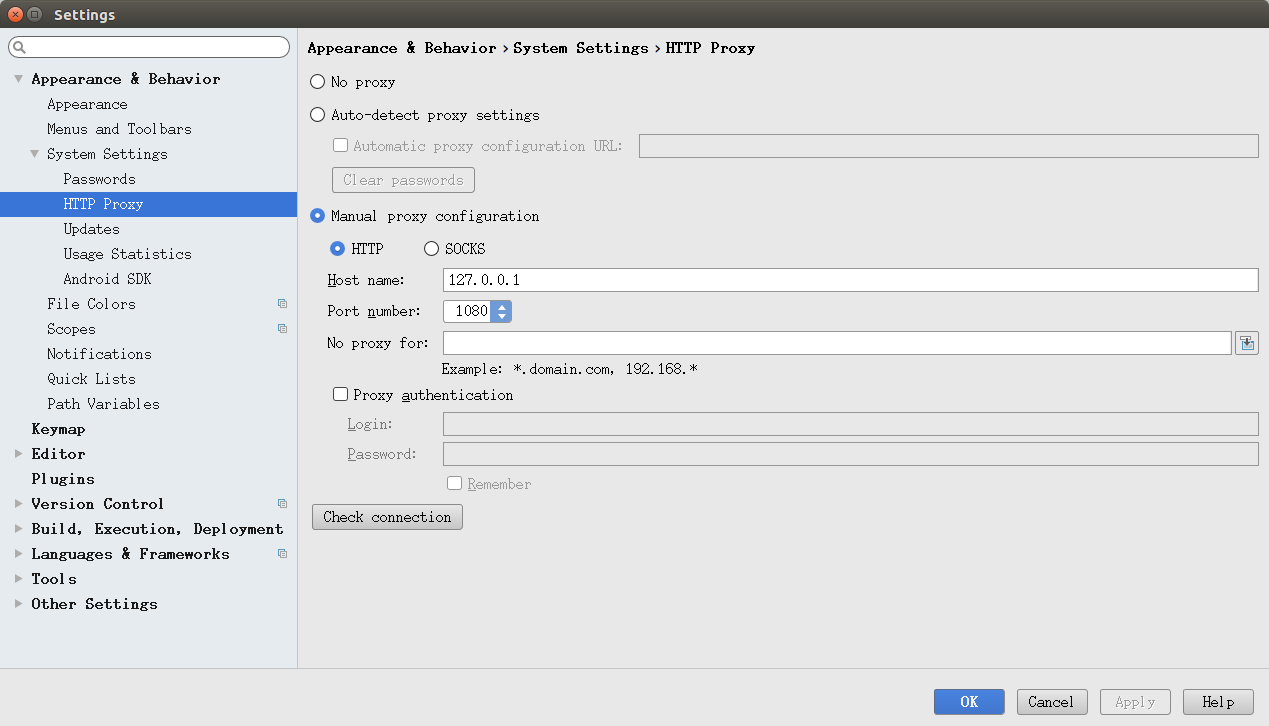 Settings
Appearance & Behavior
Appearance
Menus and Toolbars
System Settings
Passwords
HTTP Proxy
Updates
Usage Statistics
Android SDK
File Colors
Scopes
Notifications
Quick Lists
Path Variables
Keymap
Editor
Plugins
Version Control
Build, Execution, Deployment
Languages & Frameworks
Tools
Other Settings
Appearance & Behavior › System Settings › HTTP Proxy
No proxy
Auto-detect proxy settings
Automatic proxy configuration URL:
Clear passwords
Manual proxy configuration
HTTP SOCKS
Host name: 127.0.0.1
Port number: 1080
No proxy for:
Example: *.domain.com, 192.168.*
Proxy authentication
Login:
Password:
Remember
Check connection
OK Cancel Apply Help